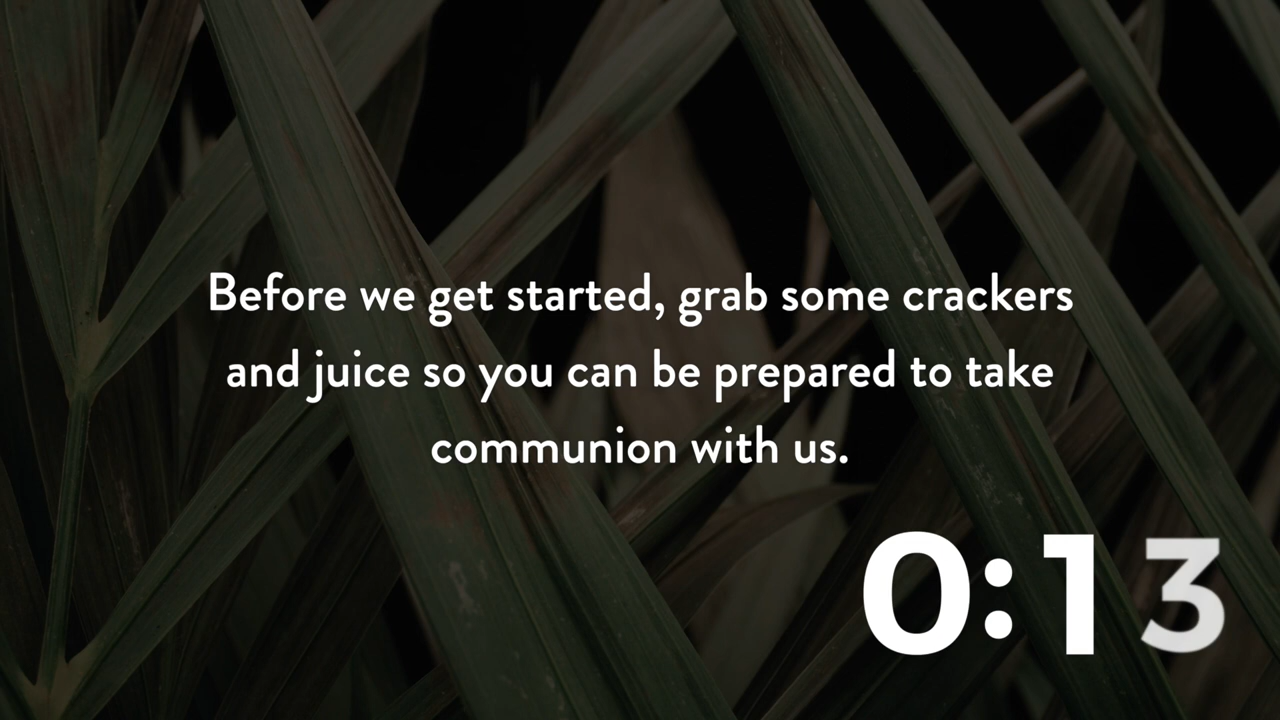 Before we get started, grab some crackers
and juice so you can be prepared to take
communion with us.
0:13